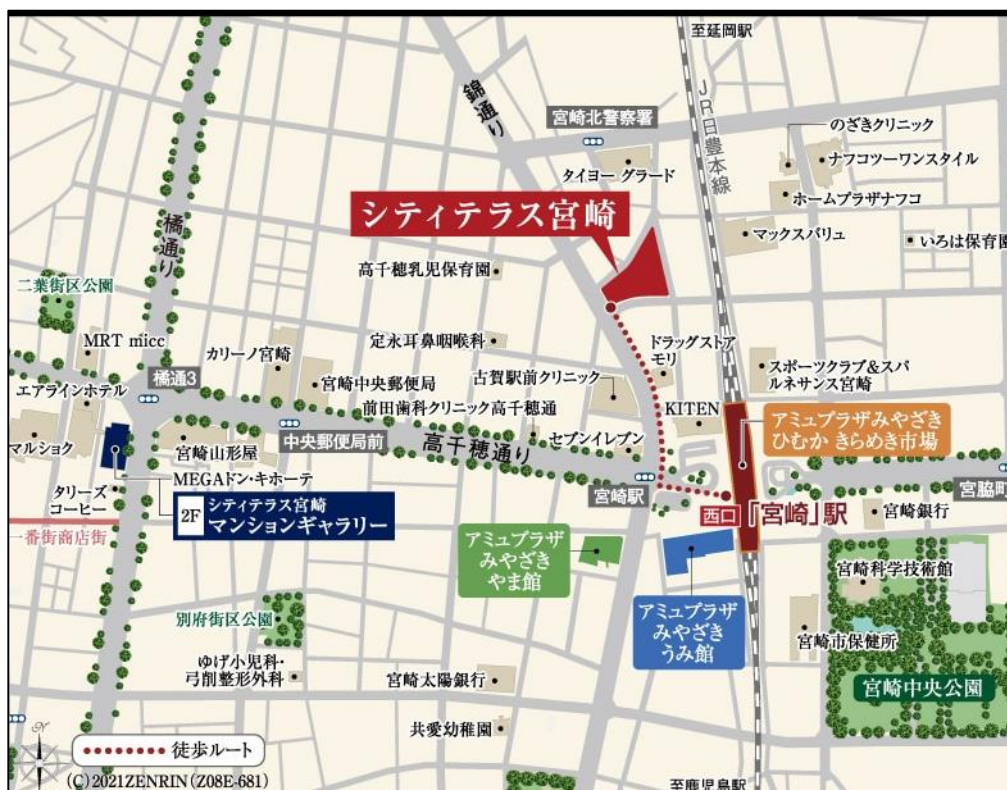 至延岡駅
錦通り
宮崎北警察署
JR日豊本線
のざきクリニック
タイヨー グラード
ナフコツーワンスタイル
ホームプラザナフコ
シティテラス宮崎
マックスバリュ
いろは保育園
橘通り
高千穂乳児保育園
二葉街区公園
MRT micc
カリーノ宮崎
定永耳鼻咽喉科
ドラッグストア
モリ
橘通3
エアラインホテル
宮崎中央郵便局
古賀駅前クリニック
スポーツクラブ&スパ
ルネサンス宮崎
前田歯科クリニック高千穂通
KITEN
アミュプラザみやざき
ひむか きらめき市場
マルショク
宮崎山形屋
中央郵便局前
高千穂通り
セブンイレブン
MEGAドン・キホーテ
タリーズ
コーヒー
2F
シティテラス宮崎
マンションギャラリー
宮崎駅
宮脇町
西口
「宮崎」駅
宮崎銀行
一番街商店街
アミュプラザ
みやざき
やま館
宮崎科学技術館
別府街区公園
アミュプラザ
みやざき
うみ館
宮崎市保健所
ゆげ小児科・
弓削整形外科
宮崎太陽銀行
宮崎中央公園
共愛幼稚園
N
徒歩ルート
(C)2021ZENRIN(Z08E-681)
至鹿児島駅